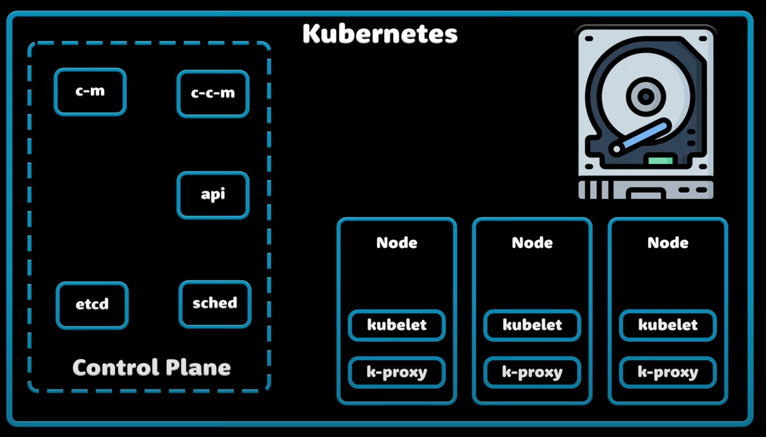 Kubernetes
c-m
c-c-m
api
etcd
sched
Control Plane
Node
kubelet
k-proxy
Node
kubelet
k-proxy
Node
kubelet
k-proxy